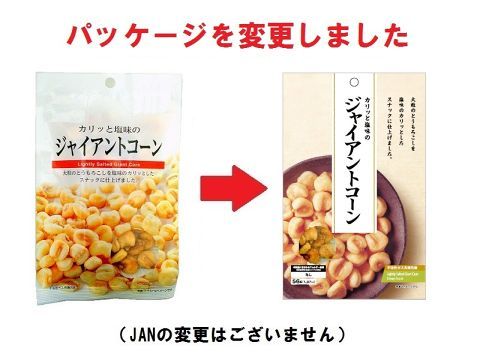 パッケージを変更しました
カリッと塩味の
ジャイアントコーン
Lightly Salted Giant Corn
大粒のとうもろこしを塩味のカリッとした
スナックに仕上げました。
カリッと塩味の
ジャイアントコーン
大粒のとうもろこしを
塩味のカリッとした
スナックに仕上げました。
56g
Lightly Salted Giant Corn
(JANの変更はございません)